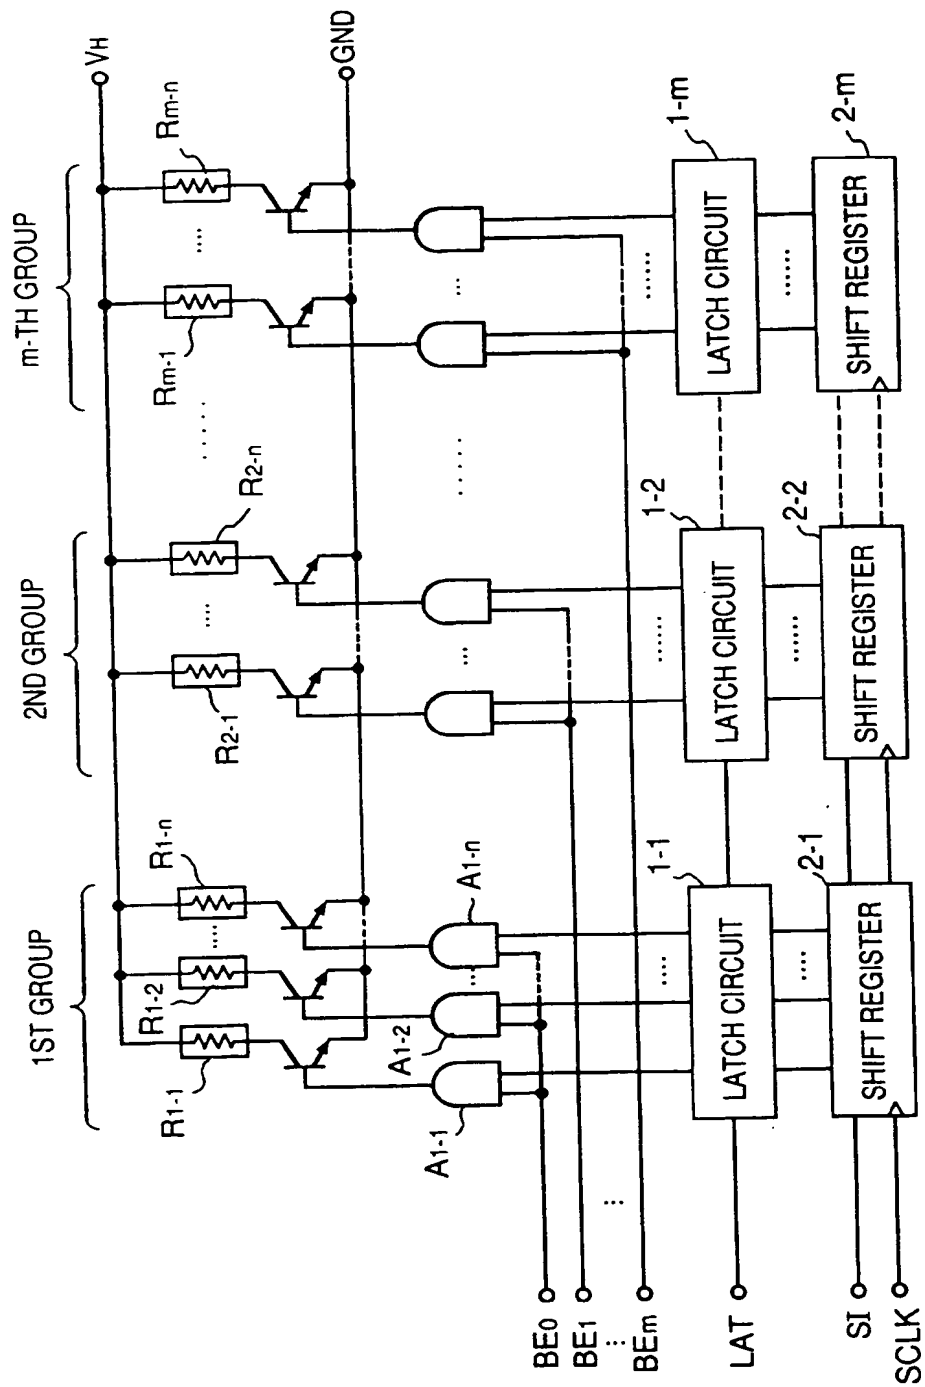 1ST GROUP
2ND GROUP
m-TH GROUP
VH
R1-1
R1-2
R1-n
R2-1
R2-n
Rm-1
Rm-n
GND
A1-1
A1-2
A1-n
BE0
BE1
BEm
1-1
1-2
1-m
LAT
LATCH CIRCUIT
LATCH CIRCUIT
LATCH CIRCUIT
2-1
2-2
2-m
SI
SCLK
SHIFT REGISTER
SHIFT REGISTER
SHIFT REGISTER